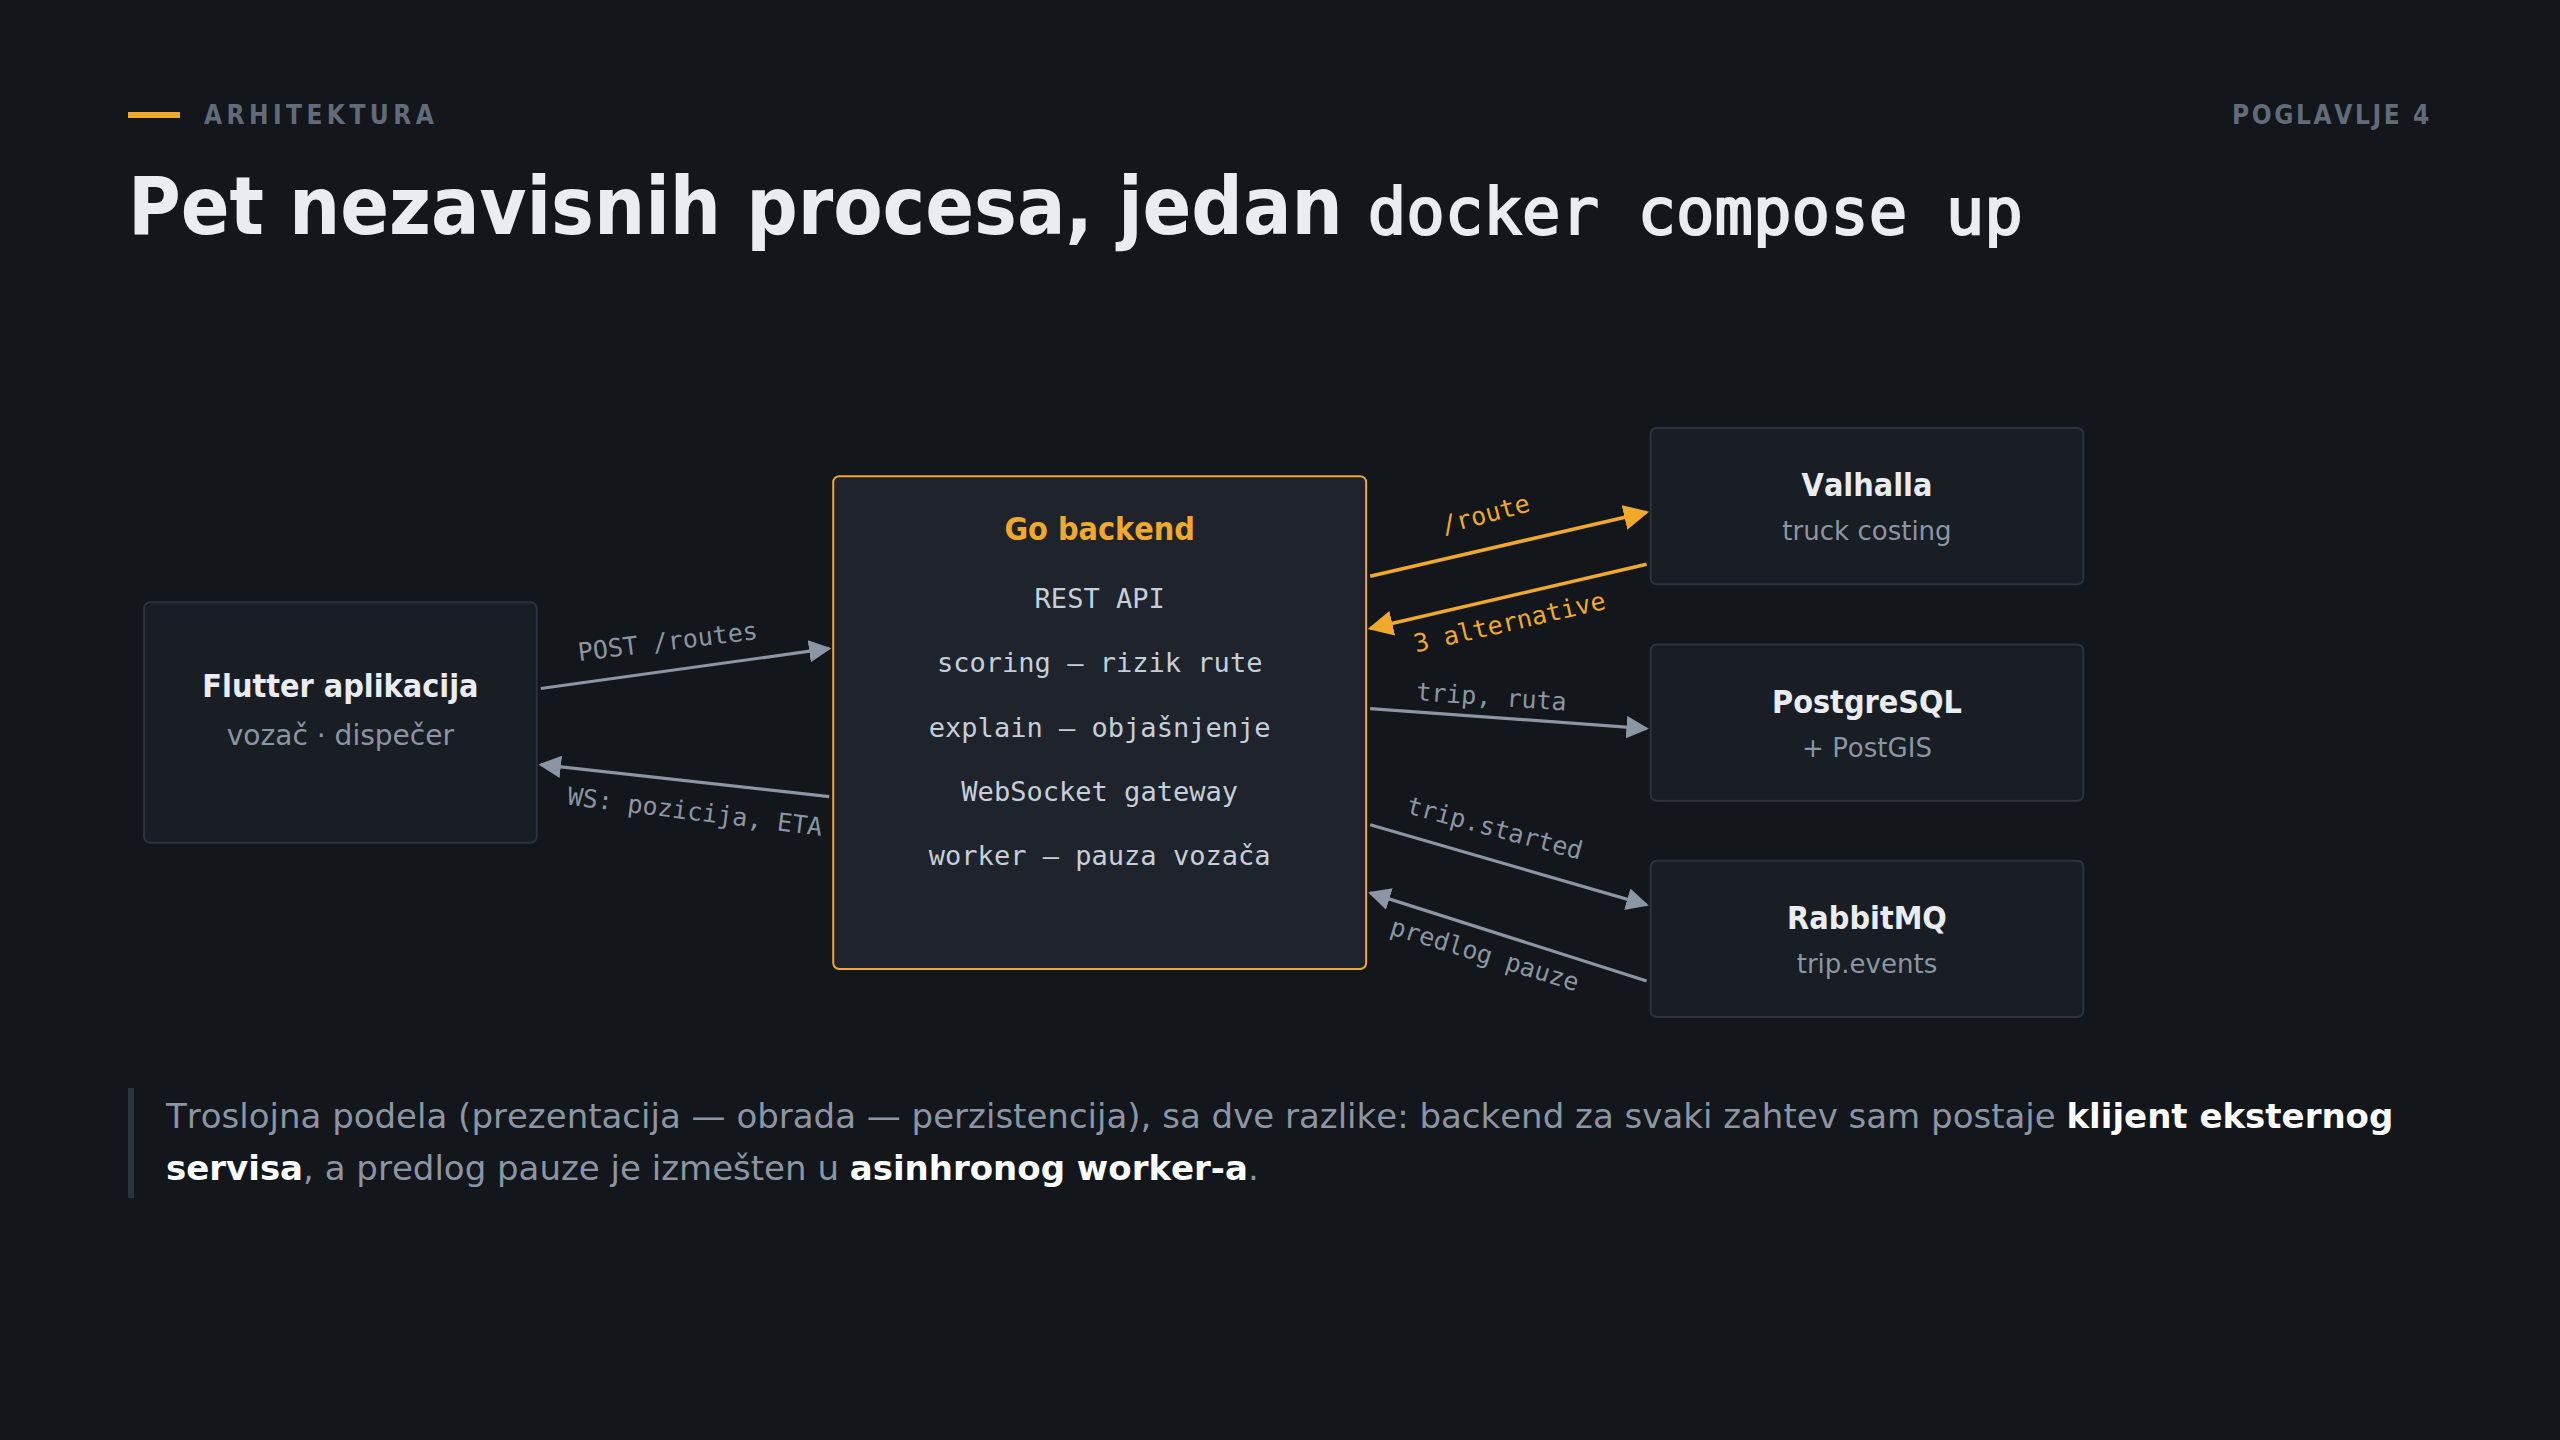 ARHITEKTURA
POGLAVLJE 4
Pet nezavisnih procesa, jedan docker compose up
Flutter aplikacija
vozač · dispečer
POST /routes
WS: pozicija, ETA
Go backend
REST API
scoring — rizik rute
explain — objašnjenje
WebSocket gateway
worker — pauza vozača
/route
3 alternative
trip, ruta
trip.started
predlog pauze
Valhalla
truck costing
PostgreSQL
+ PostGIS
RabbitMQ
trip.events
Troslojna podela (prezentacija — obrada — perzistencija), sa dve razlike: backend za svaki zahtev sam postaje klijent eksternog
servisa, a predlog pauze je izmešten u asinhronog worker-a.